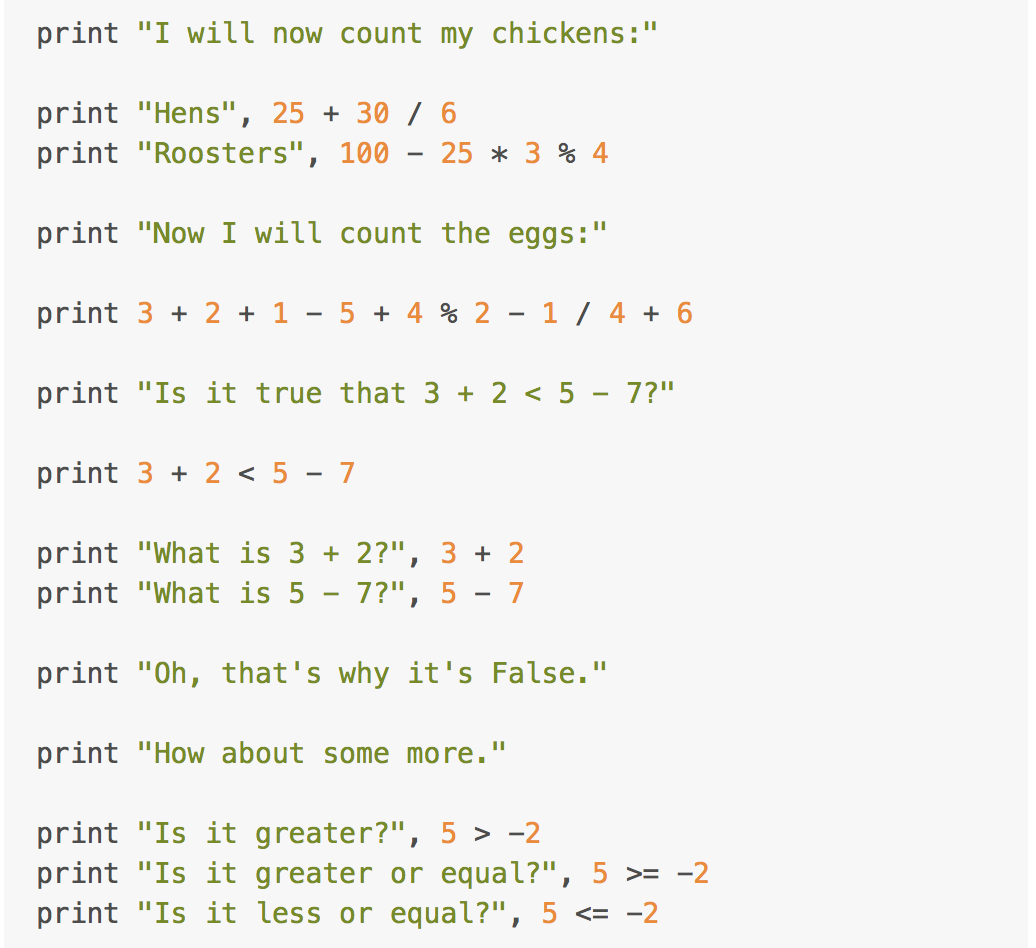 print "I will now count my chickens:"
print "Hens", 25 + 30 / 6
print "Roosters", 100 - 25 * 3 % 4
print "Now I will count the eggs:"
print 3 + 2 + 1 - 5 + 4 % 2 - 1 / 4 + 6
print "Is it true that 3 + 2 < 5 - 7?"
print 3 + 2 < 5 - 7
print "What is 3 + 2?", 3 + 2
print "What is 5 - 7?", 5 - 7
print "Oh, that's why it's False."
print "How about some more."
print "Is it greater?", 5 > -2
print "Is it greater or equal?", 5 >= -2
print "Is it less or equal?", 5 <= -2